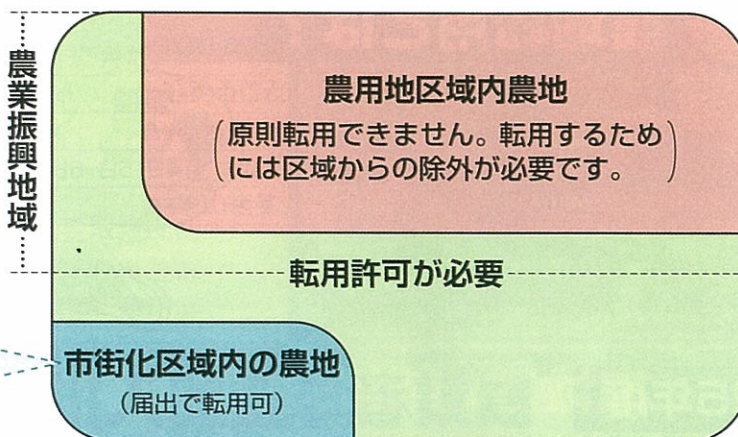 農業振興地域
農用地区域内農地
(原則転用できません。転用するため
には区域からの除外が必要です。)
転用許可が必要
市街化区域内の農地
(届出で転用可)